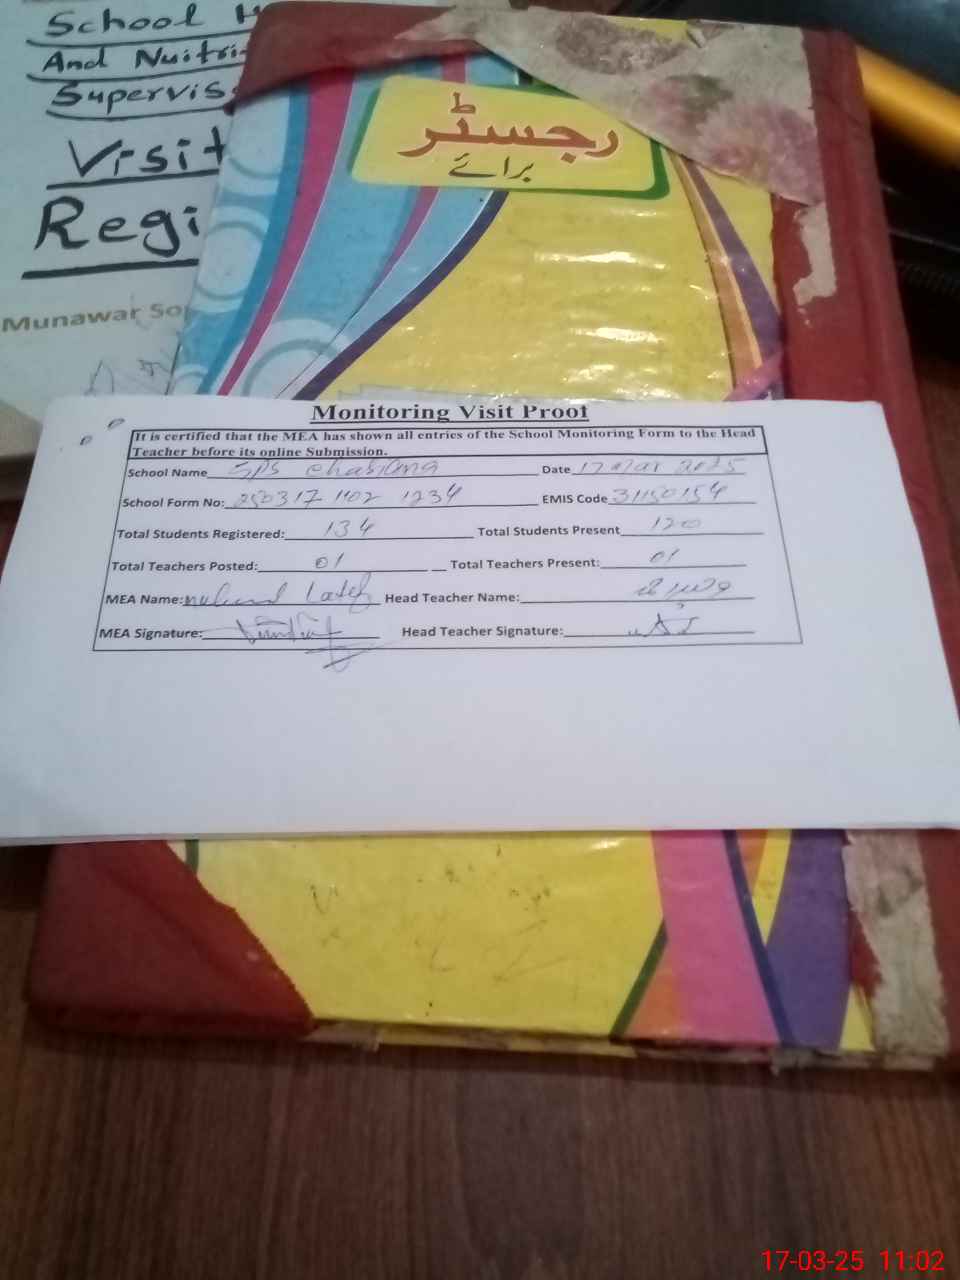 School H
And Nuitri
Supervis
Visit
Regi
Munawar So
رجسٹر
برائے
Monitoring Visit Proof
It is certified that the MEA has shown all entries of the School Monitoring Form to the Head
Teacher before its online Submission.
School Name SPS Date 17 Mar 2025
School Form No: 250317 1102 1234 EMIS Code 31150154
Total Students Registered: 134 Total Students Present 120
Total Teachers Posted: 01 Total Teachers Present: 01
MEA Name: Latif Head Teacher Name:
MEA Signature: Head Teacher Signature:
17-03-25 11:02